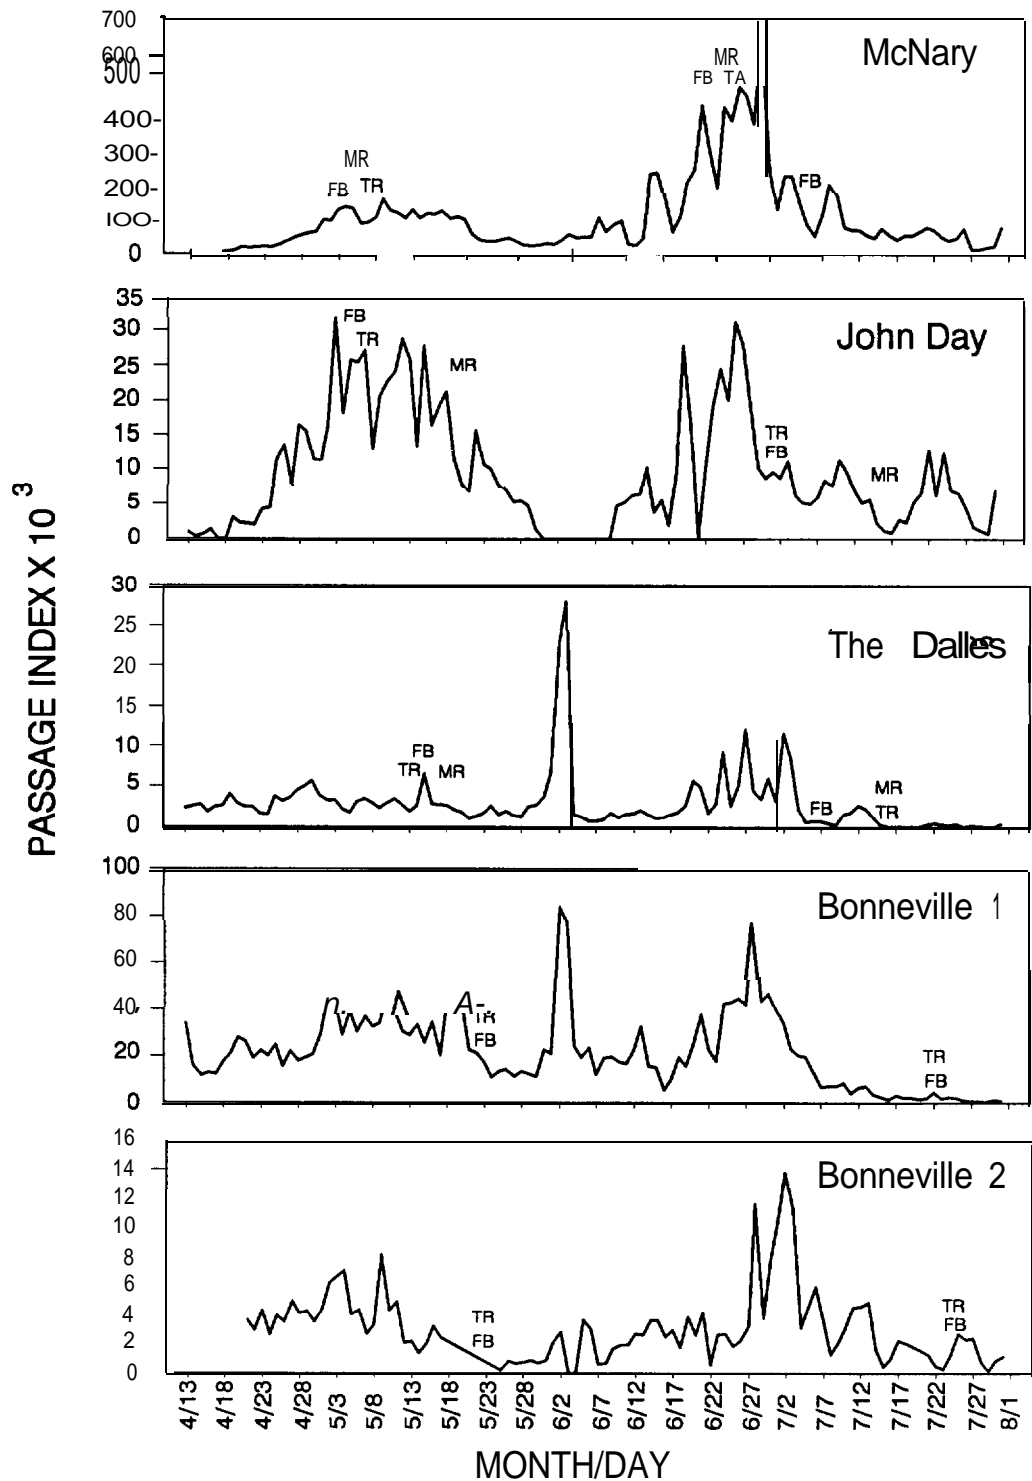 700
600
500
400-
300-
200-
100-
0
McNary
MR
FB TR
MR
FB TA
FB
35
30
25
20
15
10
5
0
John Day
FB
TR
MR
TR
FB
MR
30
25
20
15
10
5
0
The Dalles
FB
TR MR
FB
MR
TR
100
80
60
40
20
0
Bonneville 1
TR
FB
TR
FB
16
14
12
10
8
6
4
2
0
Bonneville 2
TR
FB
TR
FB
PASSAGE INDEX X 10 3
4/13 4/18 4/23 4/28 5/3 5/8 5/13 5/18 5/23 5/28 6/2 6/7 6/12 6/17 6/22 6/27 7/2 7/7 7/12 7/17 7/22 7/27 8/1
MONTH/DAY